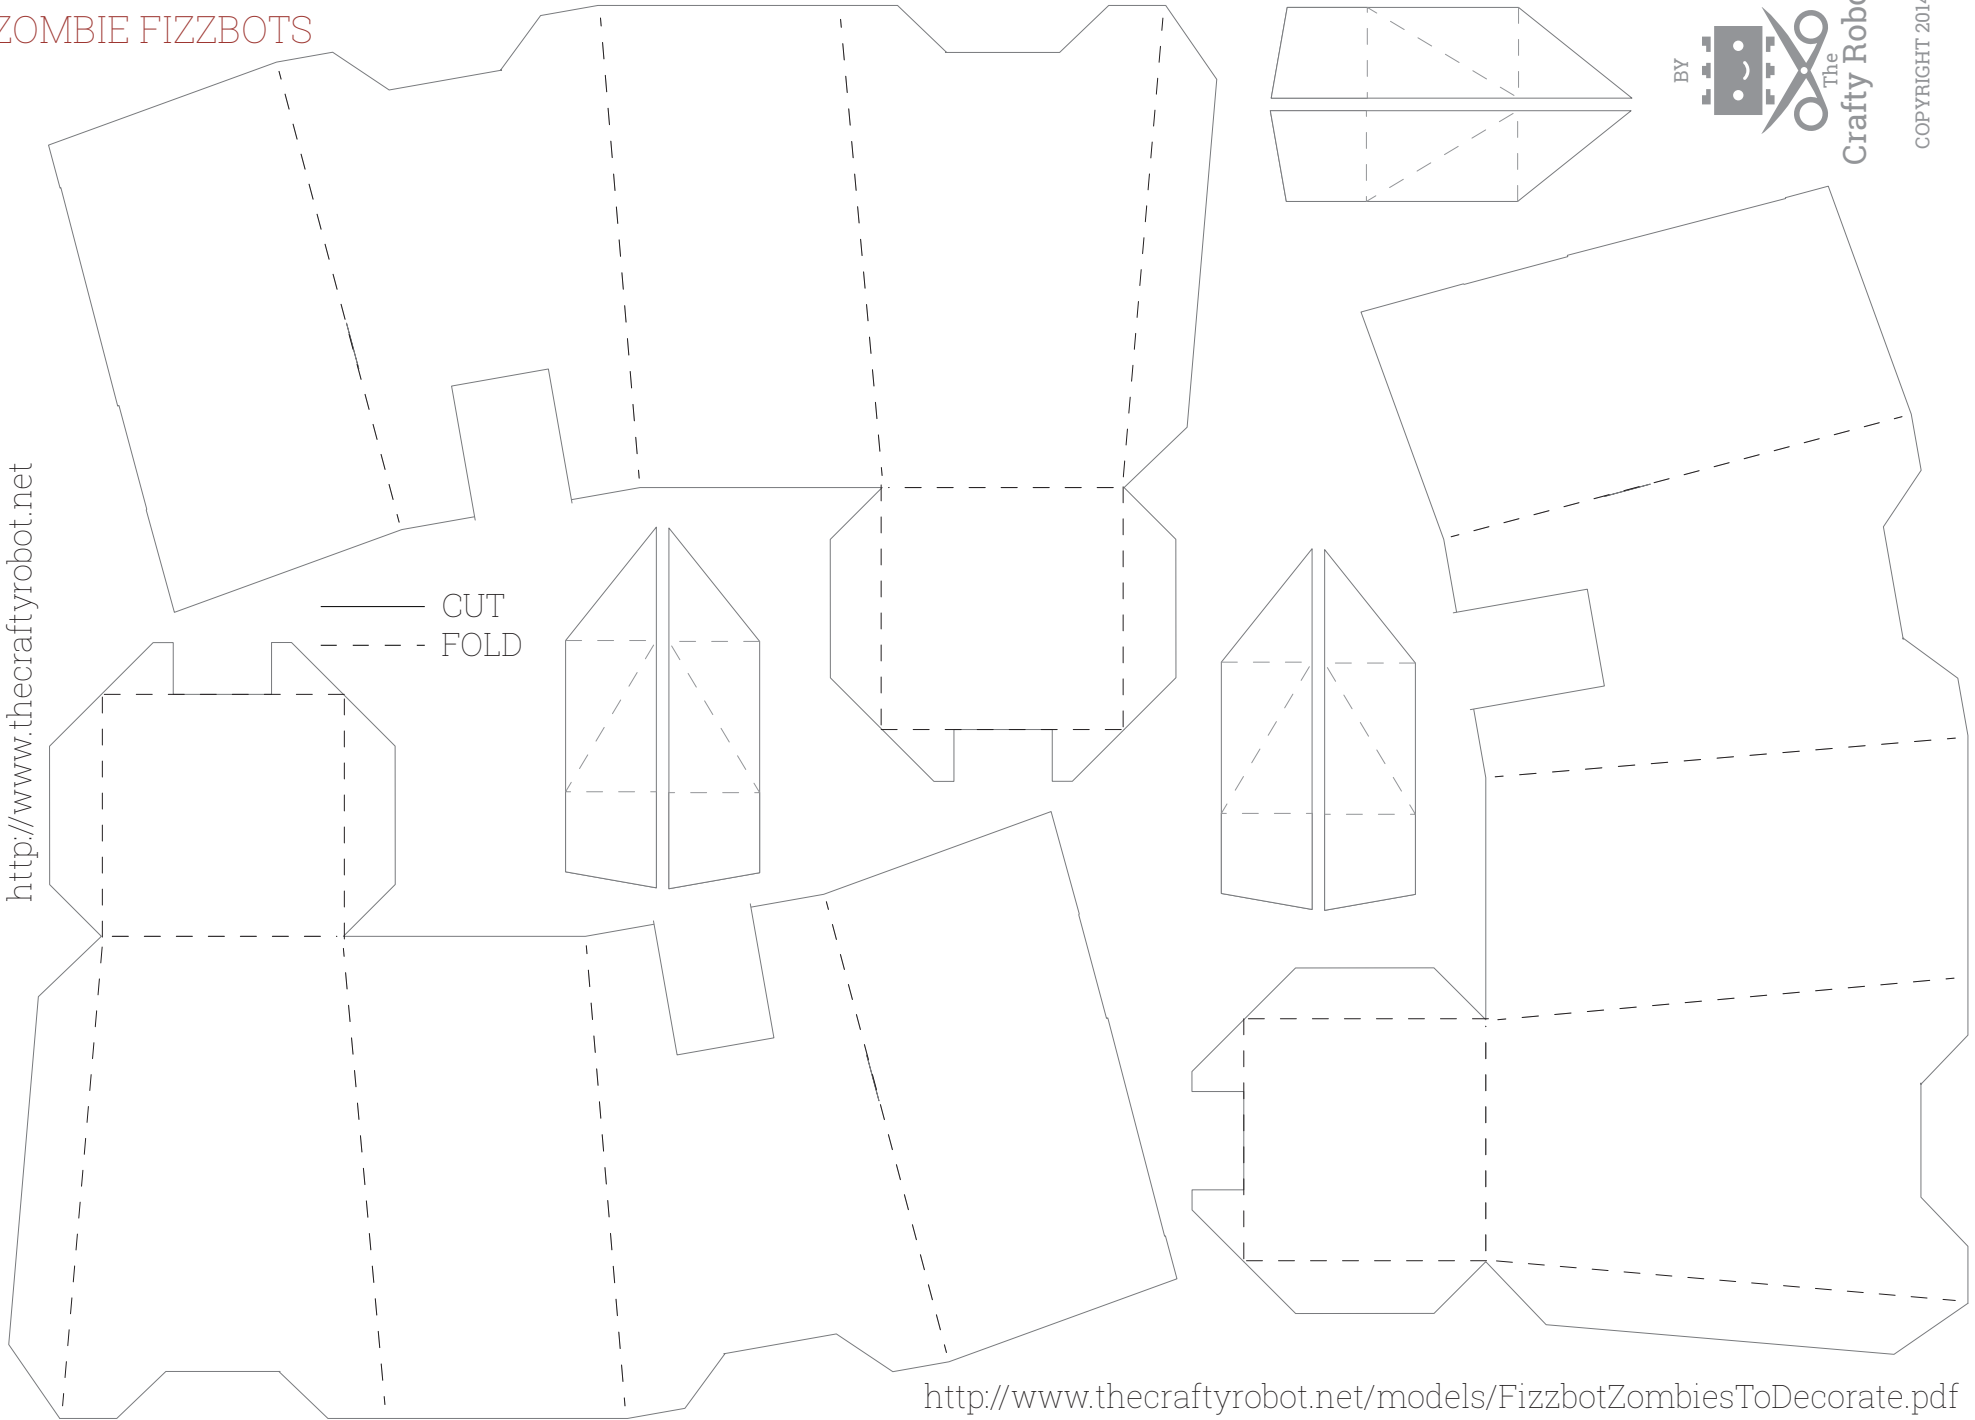 ZOMBIE FIZZBOTS
BY
The
Crafty Robo
COPYRIGHT 2014
http://www.thecraftyrobot.net
CUT
FOLD
http://www.thecraftyrobot.net/models/FizzbotZombiesToDecorate.pdf